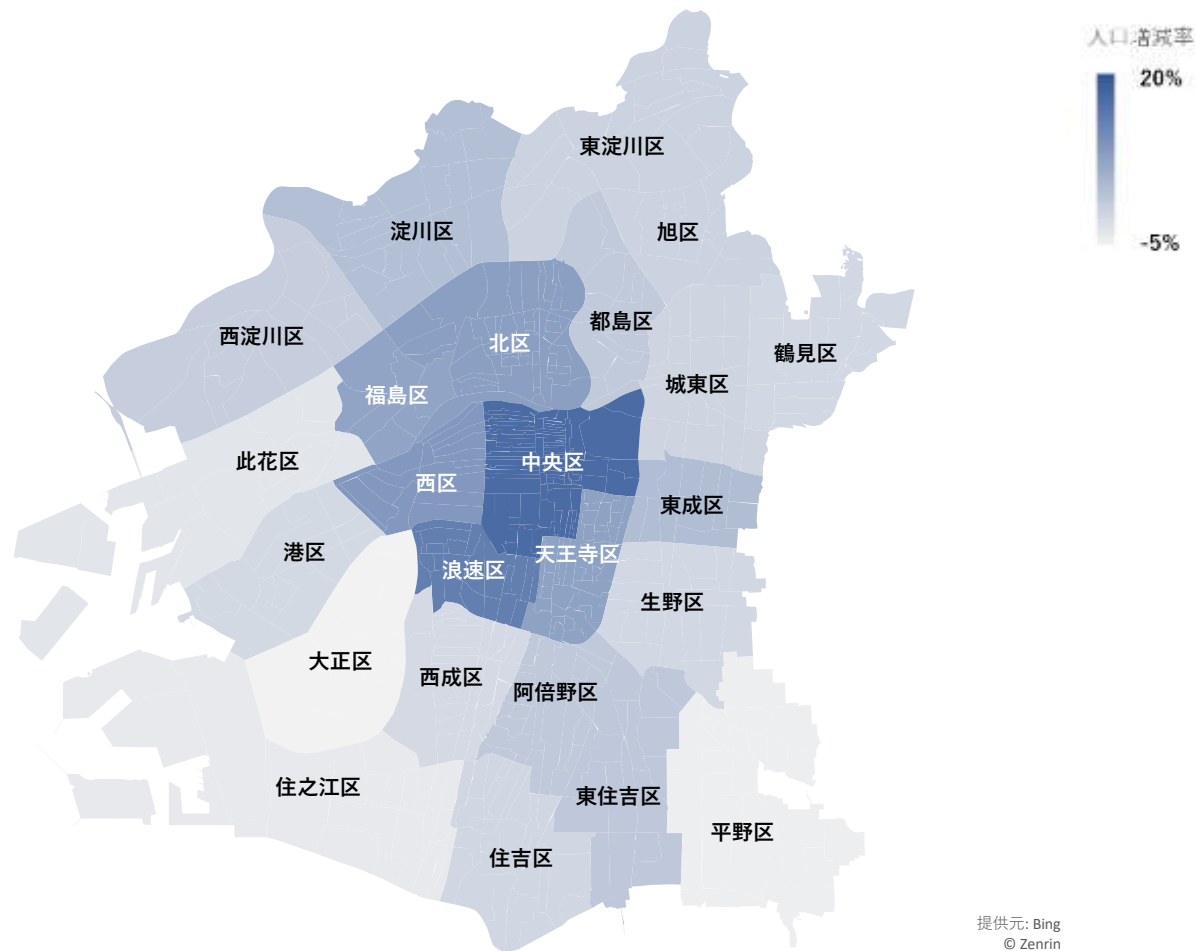 人口増減率
20%
-5%
東淀川区
淀川区
旭区
都島区
西淀川区
北区
鶴見区
城東区
福島区
此花区
中央区
西区
東成区
港区
天王寺区
浪速区
生野区
大正区
西成区
阿倍野区
住之江区
東住吉区
平野区
住吉区
提供元: Bing
© Zenrin